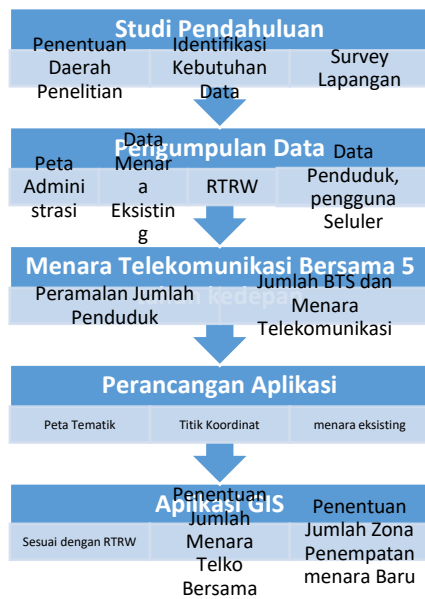 Studi Pendahuluan
Penentuan
Daerah
Penelitian
Identifikasi
Kebutuhan
Data
Survey
Lapangan
Pengumpulan Data
Peta
Admini
strasi
Data
Menar
a
Eksistin
g
RTRW
Data
Penduduk,
pengguna
Seluler
Menara Telekomunikasi Bersama 5
tahun kedepan
Peramalan Jumlah
Penduduk
Jumlah BTS dan
Menara
Telekomunikasi
Perancangan Aplikasi
Peta Tematik
Titik Koordinat
menara eksisting
Aplikasi GIS
Sesuai dengan RTRW
Penentuan
Jumlah
Menara
Telko
Bersama
Penentuan
Jumlah Zona
Penempatan
menara Baru